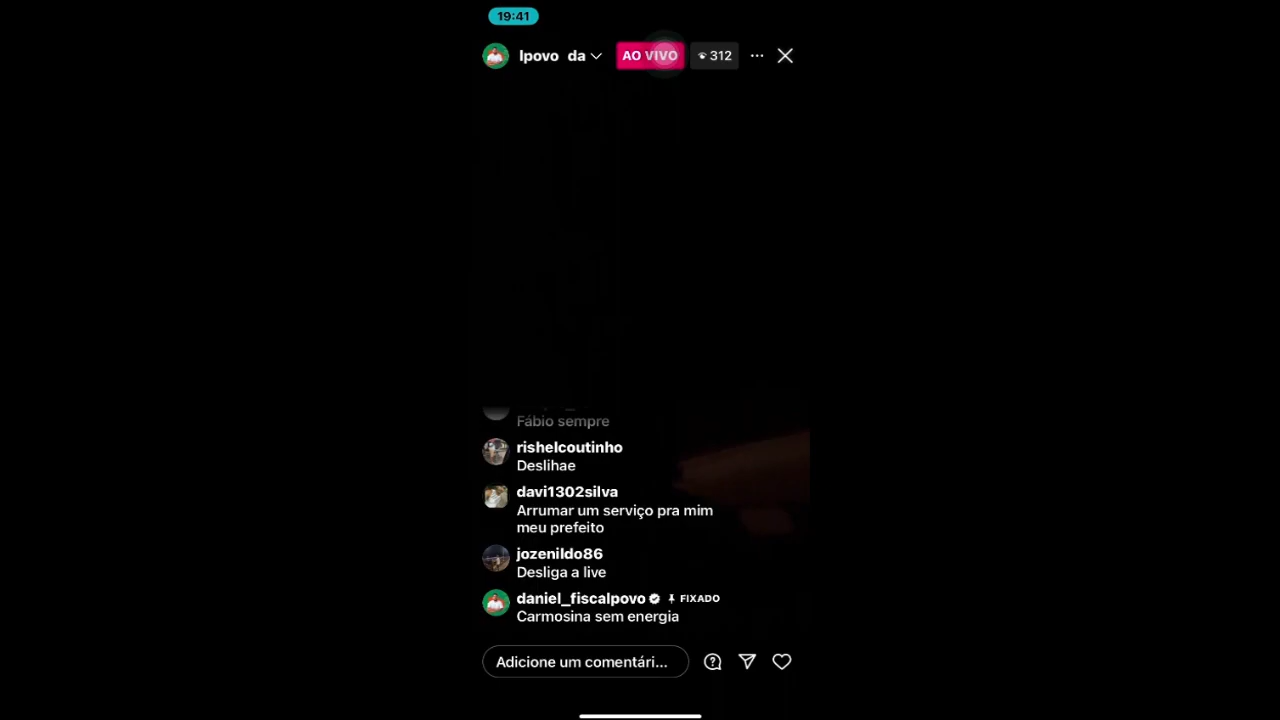 19:41
lpovo da
AO VIVO
312
Fábio sempre
rishelcoutinho
Deslihae
davi1302silva
Arrumar um serviço pra mim
meu prefeito
jozenildo86
Desliga a live
daniel_fiscalpovo FIXADO
Carmosina sem energia
Adicione um comentári...